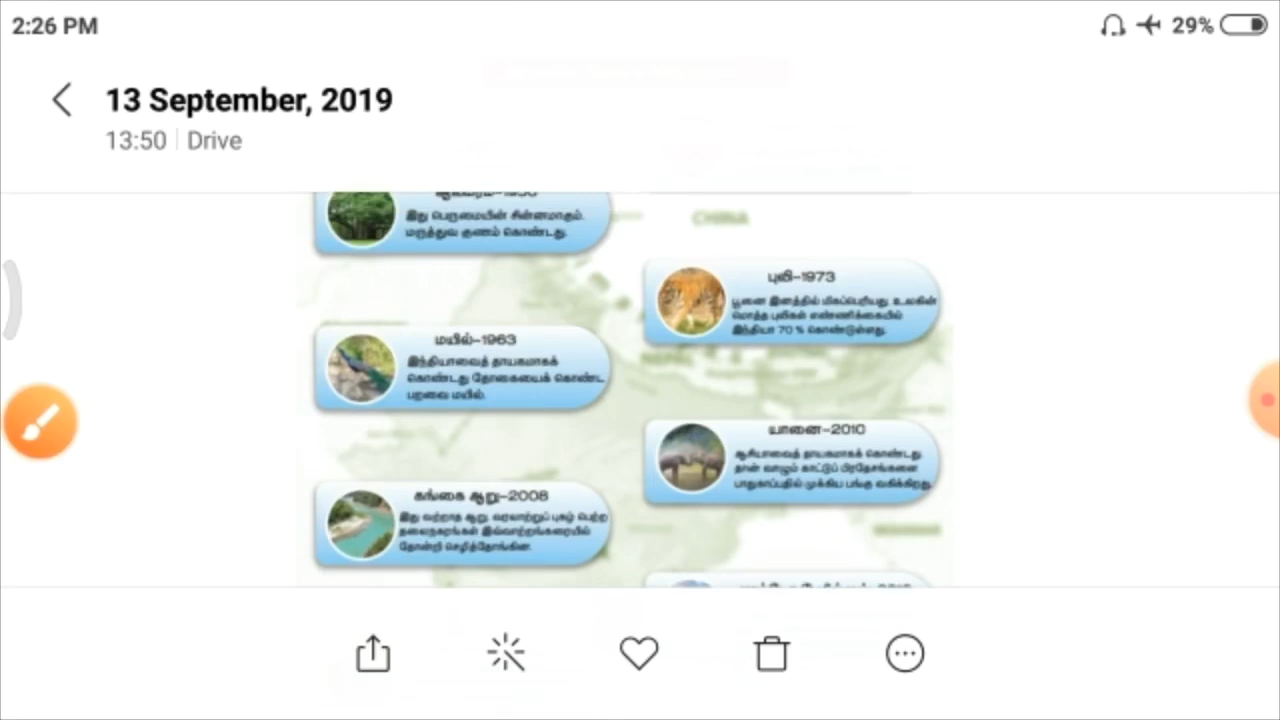 2:26 PM
29%
13 September, 2019
13:50 | Drive
இது பெருமையின் சின்னமாகும்.
மருத்துவ குணம் கொண்டது.
CHINA
புலி-1973
பூனை இனத்தில் மிகப்பெரியது. உலகின்
மொத்த புலிகள் எண்ணிக்கையில்
இந்தியா 70 % கொண்டுள்ளது.
மயில்-1963
இந்தியாவைத் தாயகமாகக்
கொண்டது தோகையைக் கொண்ட
பறவை மயில்.
யானை-2010
ஆசியாவைத் தாயகமாகக் கொண்டது.
தான் வாழும் காட்டுப் பிரதேசங்களை
பாதுகாப்பதில் முக்கிய பங்கு வகிக்கிறது.
கங்கை ஆறு-2008
இது வற்றாத ஆறு. வரலாற்றுப் புகழ் பெற்ற
தலைநகரங்கள் இவ்வாற்றங்கரையில்
தோன்றி செழித்தோங்கின.